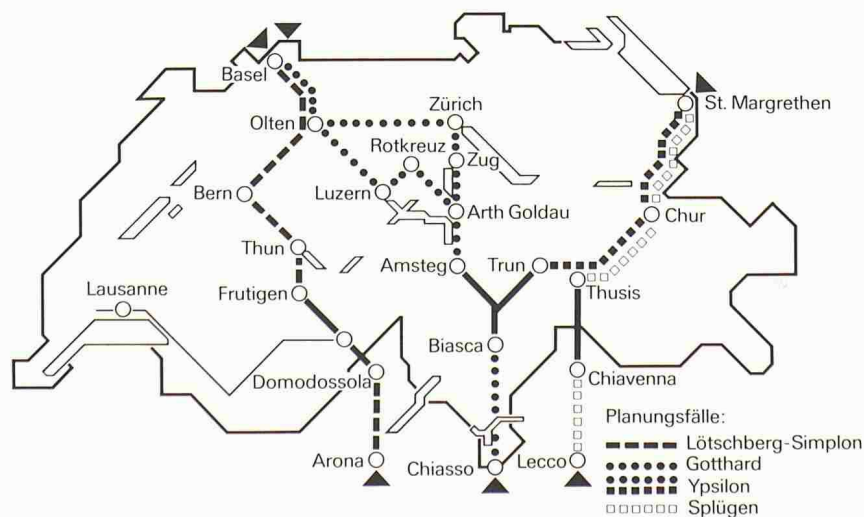 Basel
Zürich
St. Margrethen
Olten
Rotkreuz
Zug
Bern
Luzern
Arth Goldau
Chur
Thun
Amsteg
Trun
Thusis
Lausanne
Frutigen
Biasca
Domodossola
Chiavenna
Arona
Chiasso
Lecco
Planungsfälle:
Lötschberg-Simplon
Gotthard
Ypsilon
Splügen